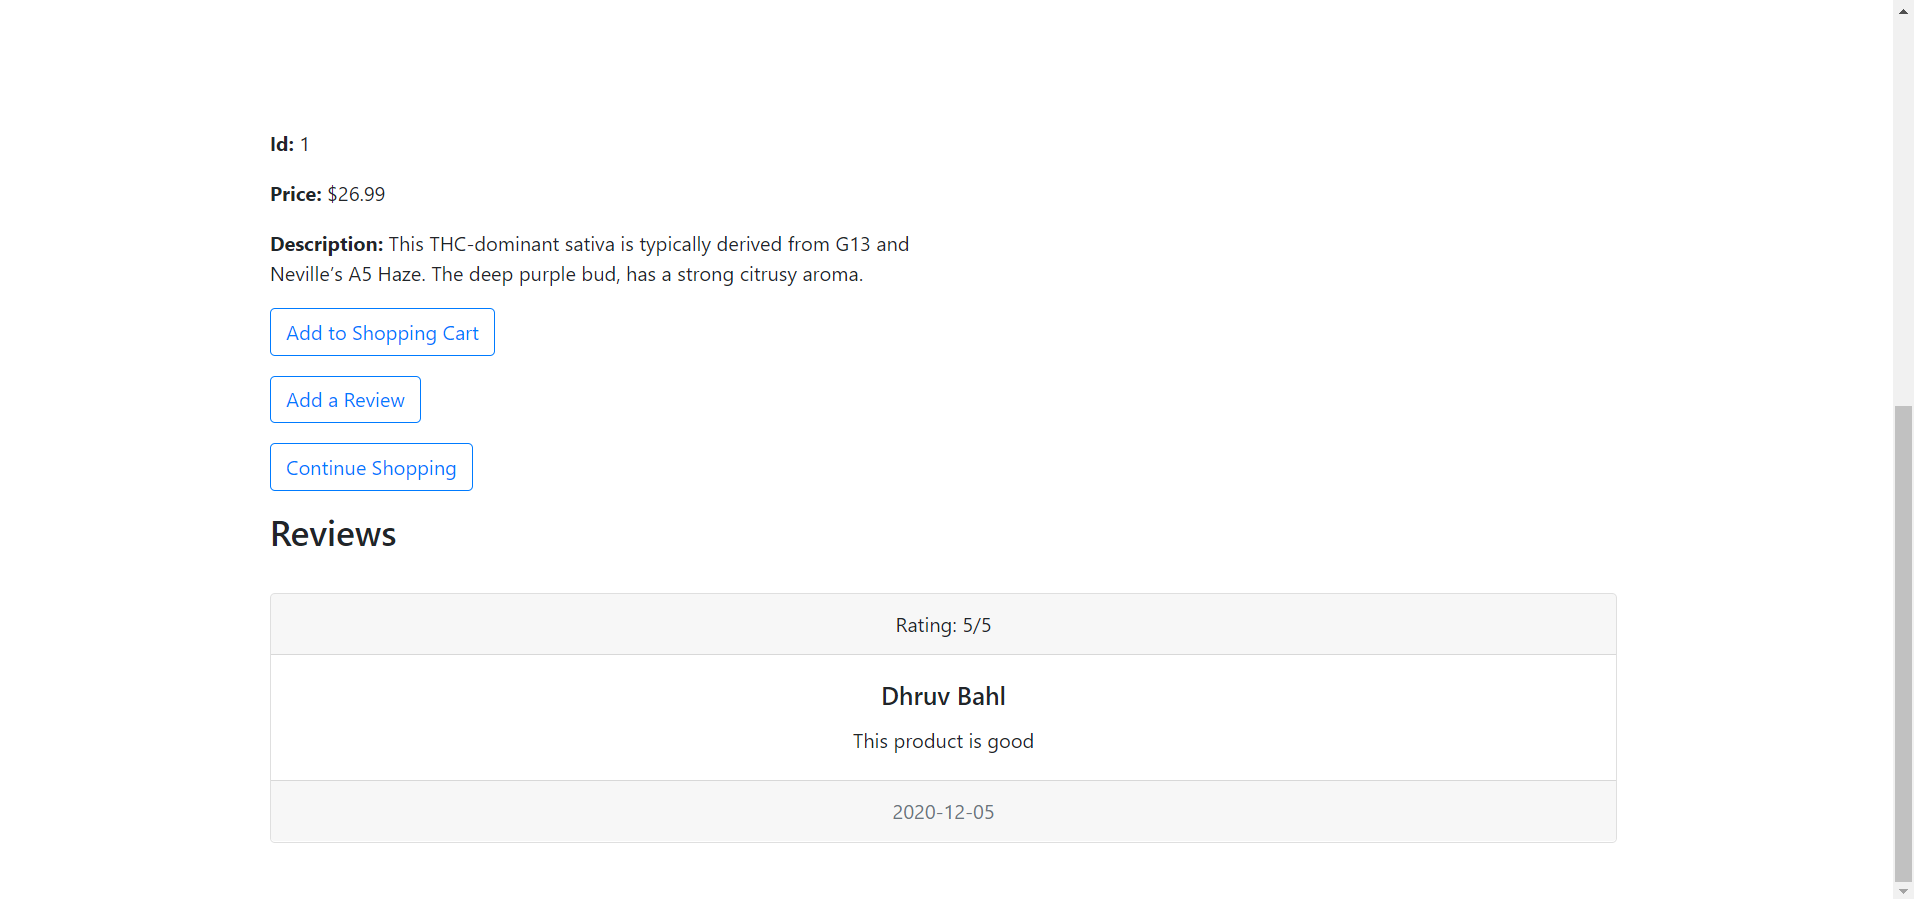 Id: 1
Price: $26.99
Description: This THC-dominant sativa is typically derived from G13 and
Neville’s A5 Haze. The deep purple bud, has a strong citrusy aroma.
Add to Shopping Cart
Add a Review
Continue Shopping
Reviews
Rating: 5/5
Dhruv Bahl
This product is good
2020-12-05